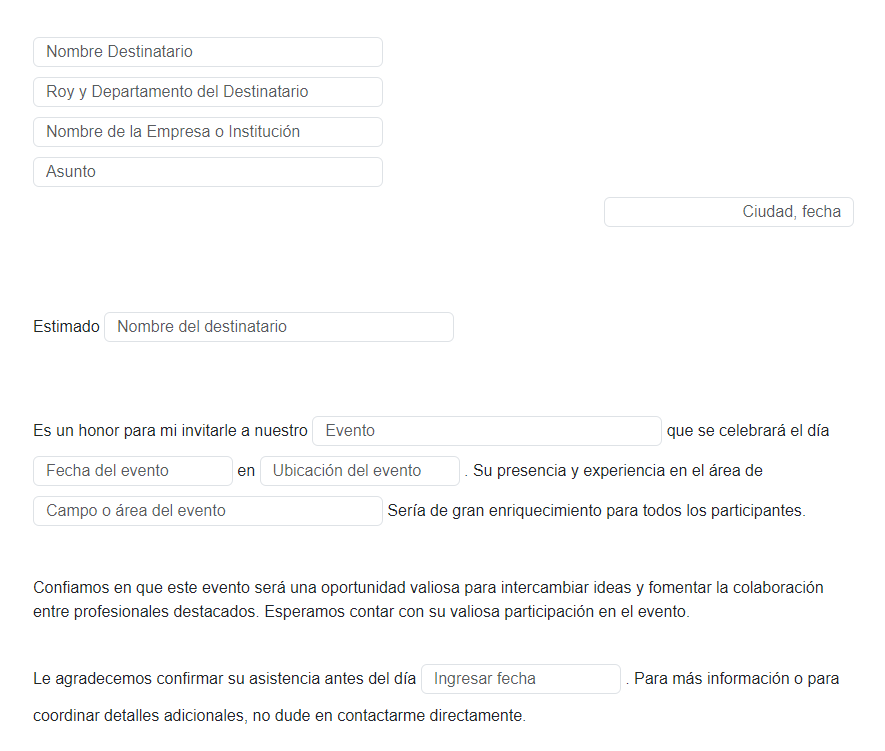 Nombre Destinatario
Roy y Departamento del Destinatario
Nombre de la Empresa o Institución
Asunto
Ciudad, fecha
Estimado Nombre del destinatario
Es un honor para mi invitarle a nuestro Evento que se celebrará el día
Fecha del evento en Ubicación del evento . Su presencia y experiencia en el área de
Campo o área del evento Sería de gran enriquecimiento para todos los participantes.
Confiamos en que este evento será una oportunidad valiosa para intercambiar ideas y fomentar la colaboración
entre profesionales destacados. Esperamos contar con su valiosa participación en el evento.
Le agradecemos confirmar su asistencia antes del día Ingresar fecha . Para más información o para
coordinar detalles adicionales, no dude en contactarme directamente.